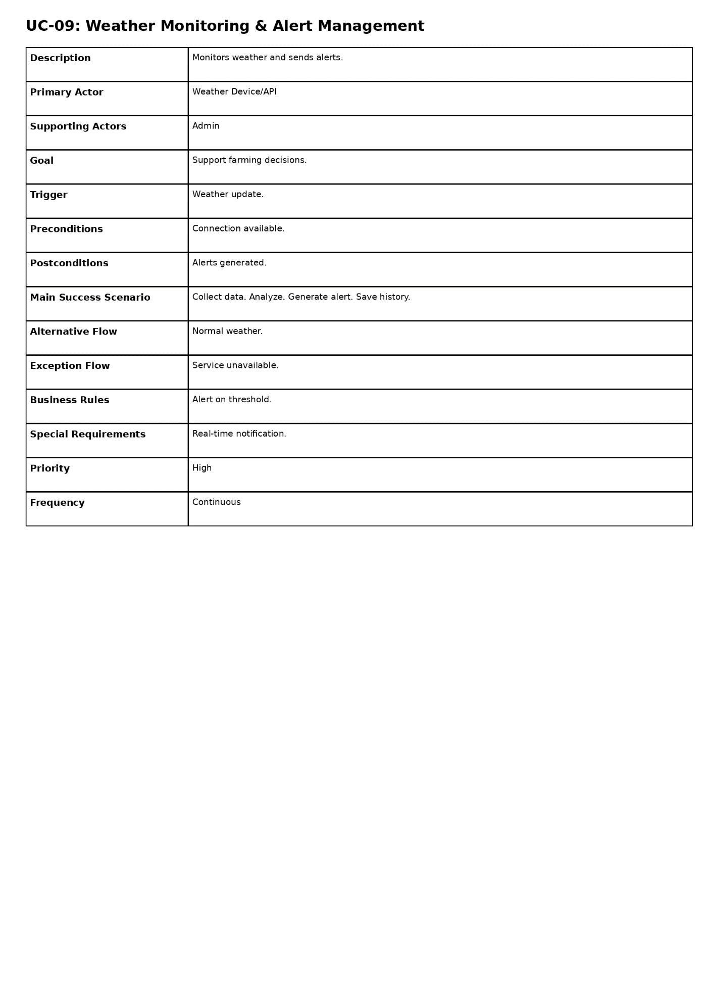 UC-09: Weather Monitoring & Alert Management
Description
Monitors weather and sends alerts.
Primary Actor
Weather Device/API
Supporting Actors
Admin
Goal
Support farming decisions.
Trigger
Weather update.
Preconditions
Connection available.
Postconditions
Alerts generated.
Main Success Scenario
Collect data. Analyze. Generate alert. Save history.
Alternative Flow
Normal weather.
Exception Flow
Service unavailable.
Business Rules
Alert on threshold.
Special Requirements
Real-time notification.
Priority
High
Frequency
Continuous